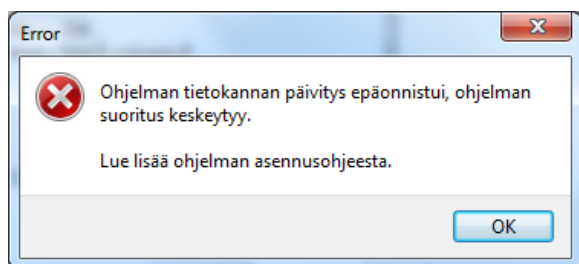 Error
Ohjelman tietokannan päivitys epäonnistui, ohjelman
suoritus keskeytyy.
Lue lisää ohjelman asennusohjeesta.
OK